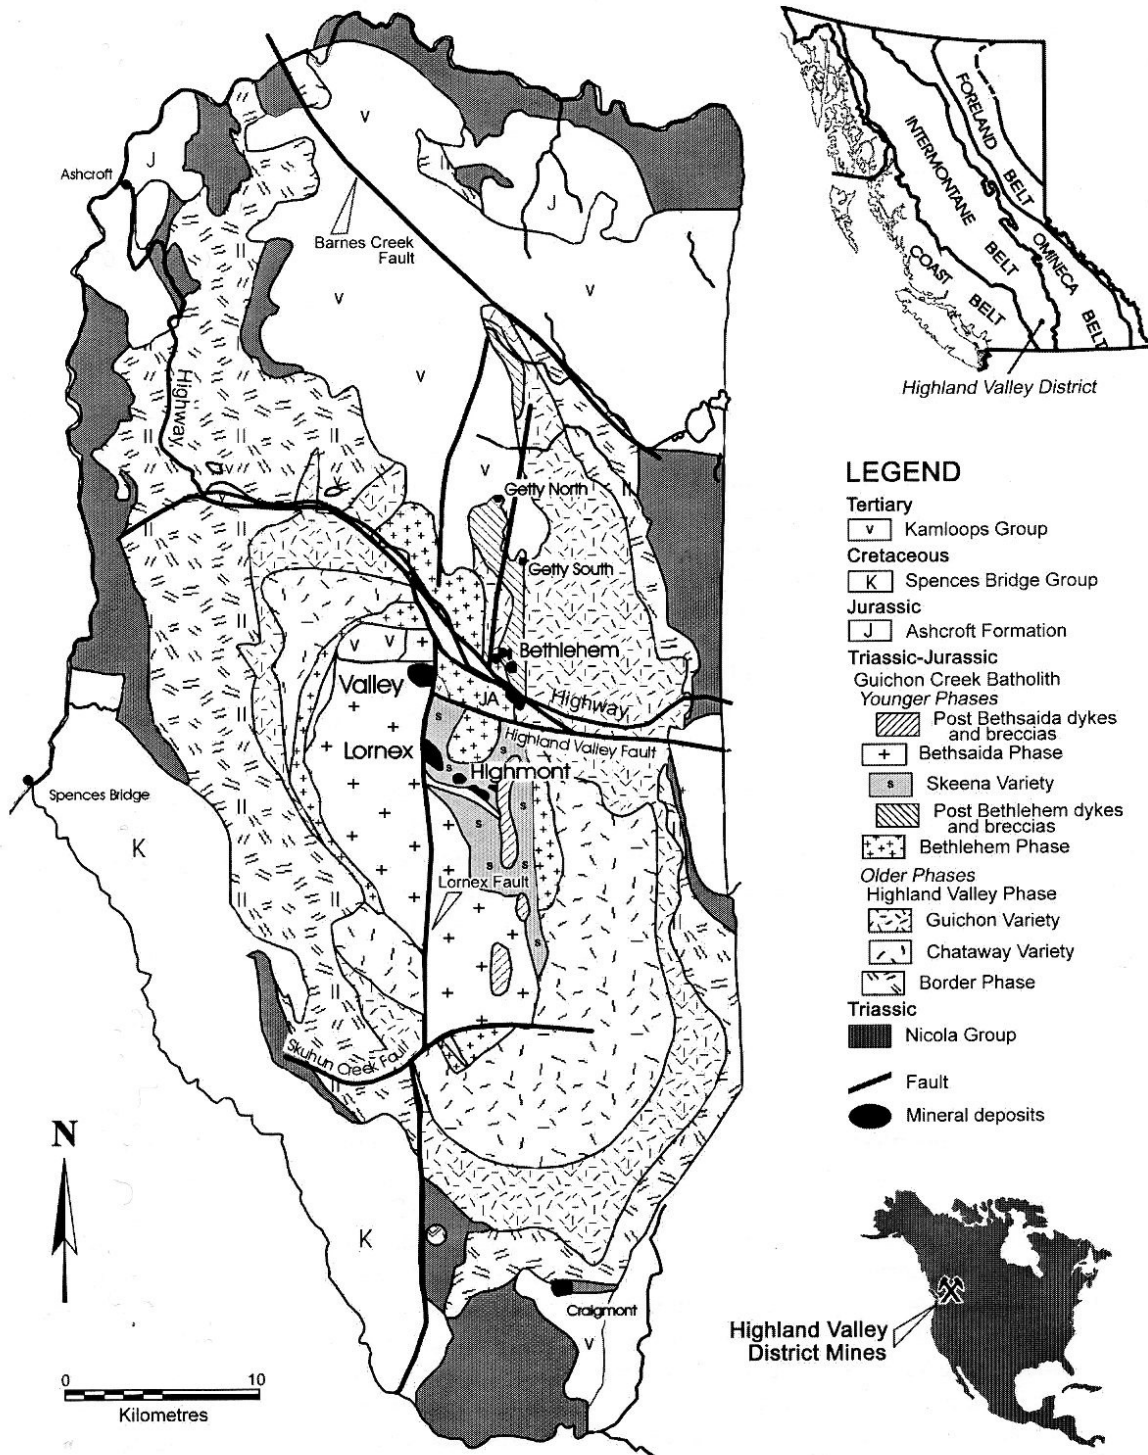 Ashcroft
J
V
J
Barnes Creek
Fault
V
V
V
Highway
V
Getty North
Getty South
V V
Bethlehem
Valley
JA
Highway
s
Highland Valley Fault
Lornex
s
s
Highmont
Spences Bridge
K
s
s
s
Lornex Fault
s
Skuhun Creek Fault
N
K
Craigmont
V
0 10
Kilometres
FORELAND
BELT
INTERMONTANE
BELT
OMINECA
BELT
COAST
BELT
Highland Valley District
LEGEND
Tertiary
v Kamloops Group
Cretaceous
K Spences Bridge Group
Jurassic
J Ashcroft Formation
Triassic-Jurassic
Guichon Creek Batholith
Younger Phases
Post Bethsaida dykes
and breccias
+ Bethsaida Phase
s Skeena Variety
Post Bethlehem dykes
and breccias
Bethlehem Phase
Older Phases
Highland Valley Phase
Guichon Variety
Chataway Variety
Border Phase
Triassic
Nicola Group
Fault
Mineral deposits
Highland Valley
District Mines